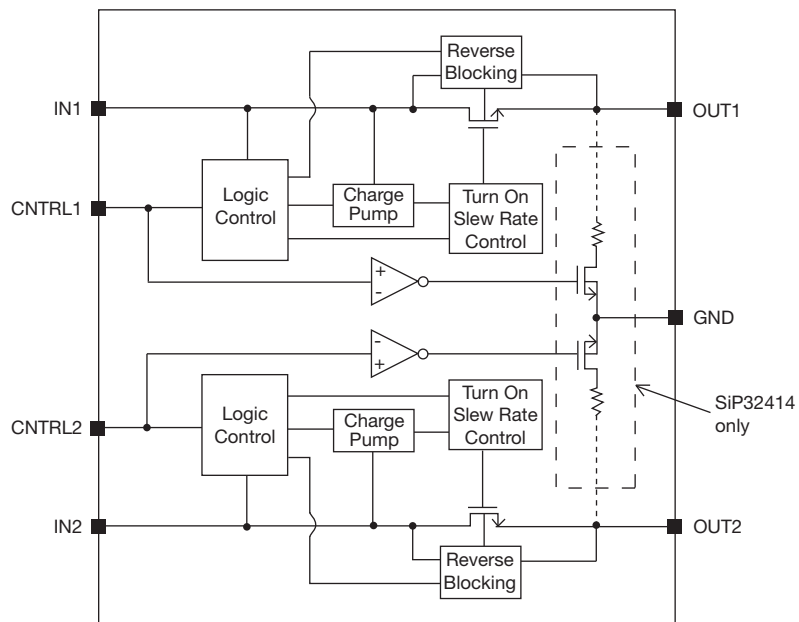 Reverse
Blocking
IN1
OUT1
Logic
Control
Charge
Pump
Turn On
Slew Rate
Control
CNTRL1
+
-
GND
-
+
SiP32414
only
Logic
Control
Charge
Pump
Turn On
Slew Rate
Control
CNTRL2
IN2
OUT2
Reverse
Blocking